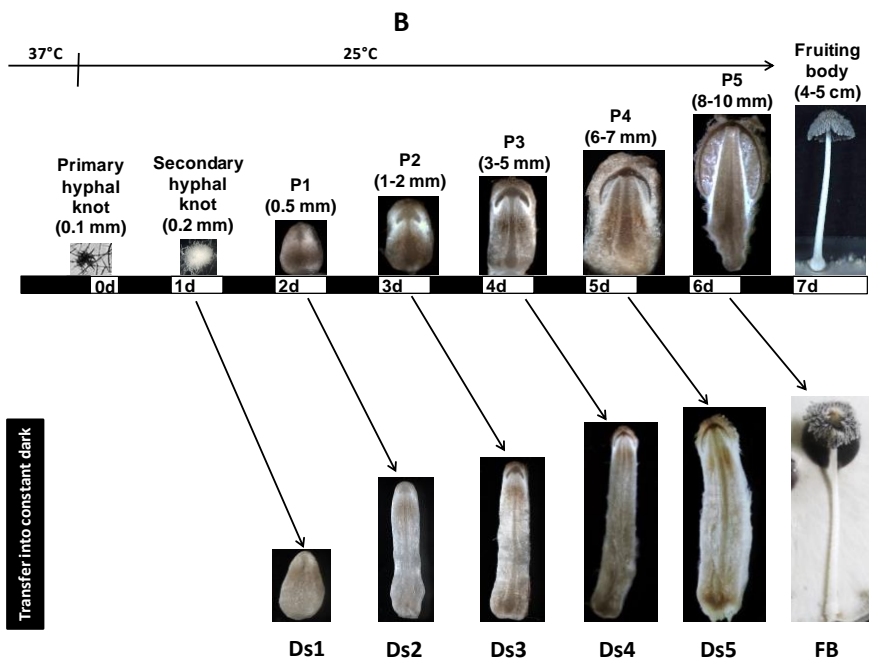 B
37°C
25°C
Primary
hyphal
knot
(0.1 mm)
Secondary
hyphal
knot
(0.2 mm)
P1
(0.5 mm)
P2
(1-2 mm)
P3
(3-5 mm)
P4
(6-7 mm)
P5
(8-10 mm)
Fruiting
body
(4-5 cm)
0d
1d
2d
3d
4d
5d
6d
7d
Transfer into constant dark
Ds1
Ds2
Ds3
Ds4
Ds5
FB